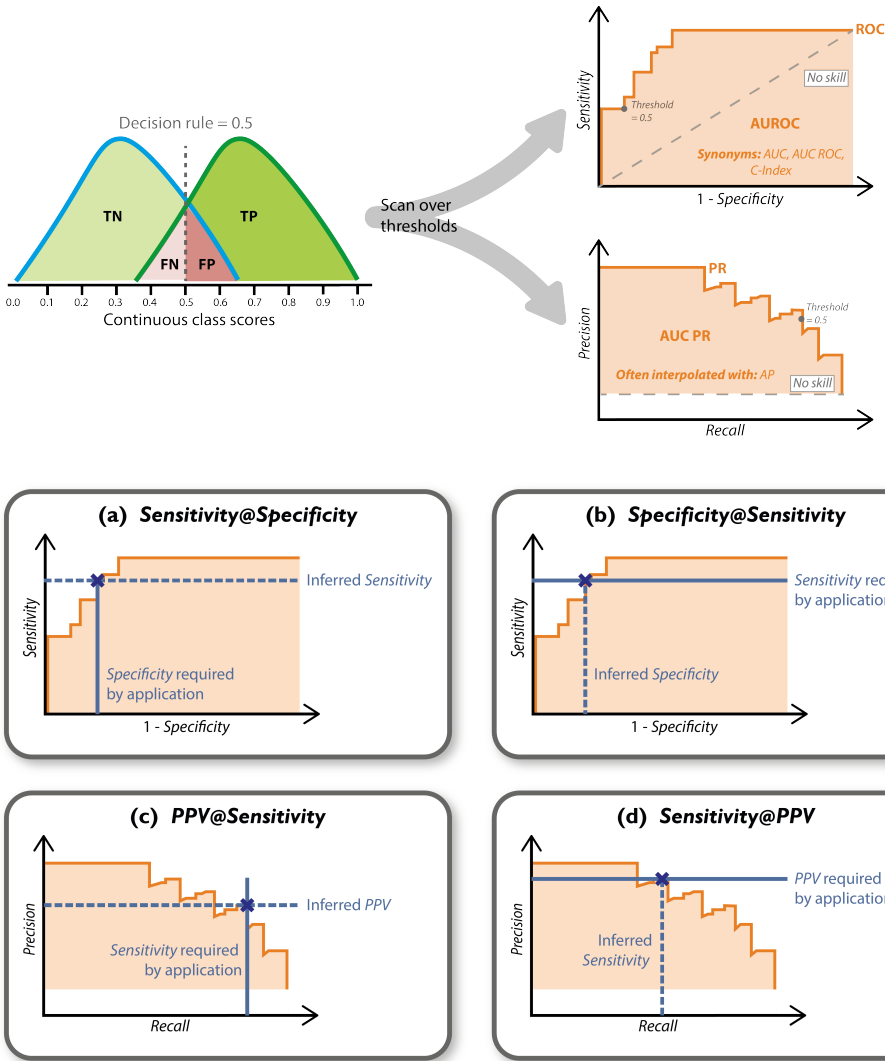 Decision rule = 0.5
TN
TP
FN
FP
0.0 0.1 0.2 0.3 0.4 0.5 0.6 0.7 0.8 0.9 1.0
Continuous class scores
Scan over
thresholds
ROC
Sensitivity
No skill
Threshold
= 0.5
AUROC
Synonyms: AUC, AUC ROC,
C-Index
1 - Specificity
PR
Precision
Threshold
= 0.5
AUC PR
Often interpolated with: AP
No skill
Recall
(a) Sensitivity@Specificity
Sensitivity
Inferred Sensitivity
Specificity required
by application
1 - Specificity
(b) Specificity@Sensitivity
Sensitivity
Sensitivity req
by application
Inferred Specificity
1 - Specificity
(c) PPV@Sensitivity
Precision
Inferred PPV
Sensitivity required
by application
Recall
(d) Sensitivity@PPV
Precision
PPV required
by application
Inferred
Sensitivity
Recall